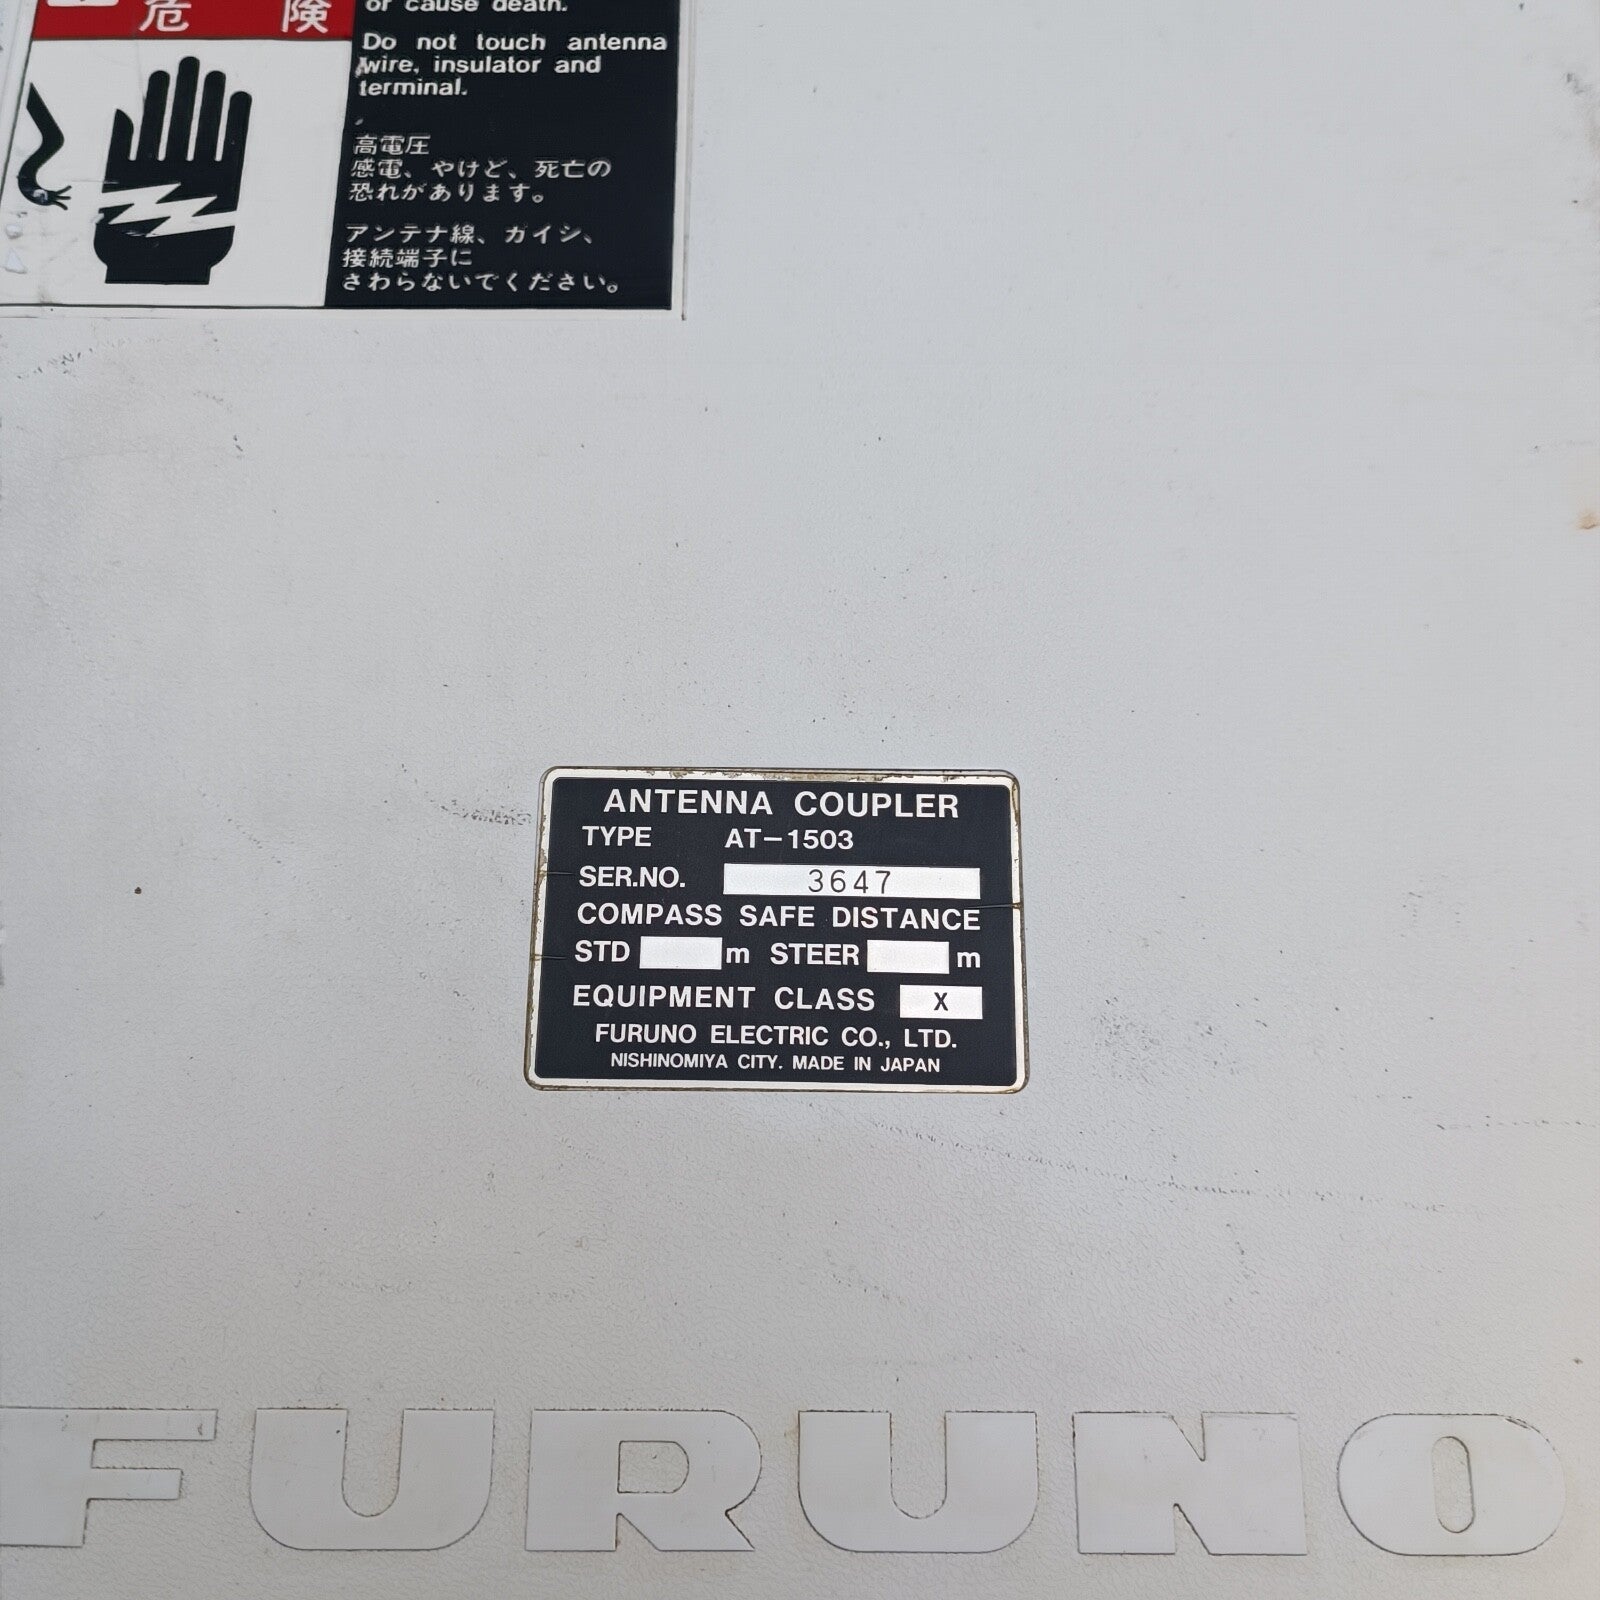 危険
or cause death.
Do not touch antenna
wire, insulator and
terminal.
高電圧
感電、やけど、死亡の
恐れがあります。
アンテナ線、ガイシ、
接続端子に
さわらないでください。
ANTENNA COUPLER
TYPE AT-1503
SER.NO. 3647
COMPASS SAFE DISTANCE
STD m STEER m
EQUIPMENT CLASS X
FURUNO ELECTRIC CO., LTD.
NISHINOMIYA CITY. MADE IN JAPAN
FURUNO